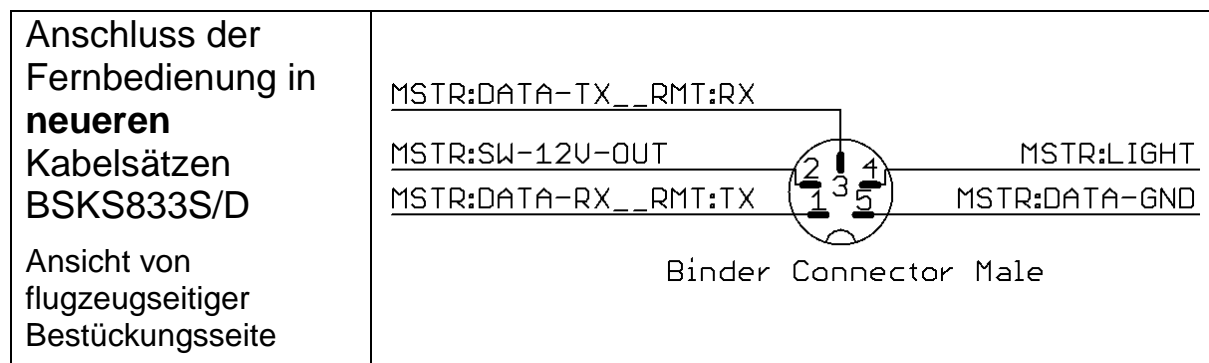 Anschluss der
Fernbedienung in
neueren
Kabelsätzen
BSKS833S/D
Ansicht von
flugzeugseitiger
Bestückungsseite
MSTR:DATA-TX__RMT:RX
MSTR:SW-12V-OUT
MSTR:DATA-RX__RMT:TX
2
3
4
1
5
MSTR:LIGHT
MSTR:DATA-GND
Binder Connector Male